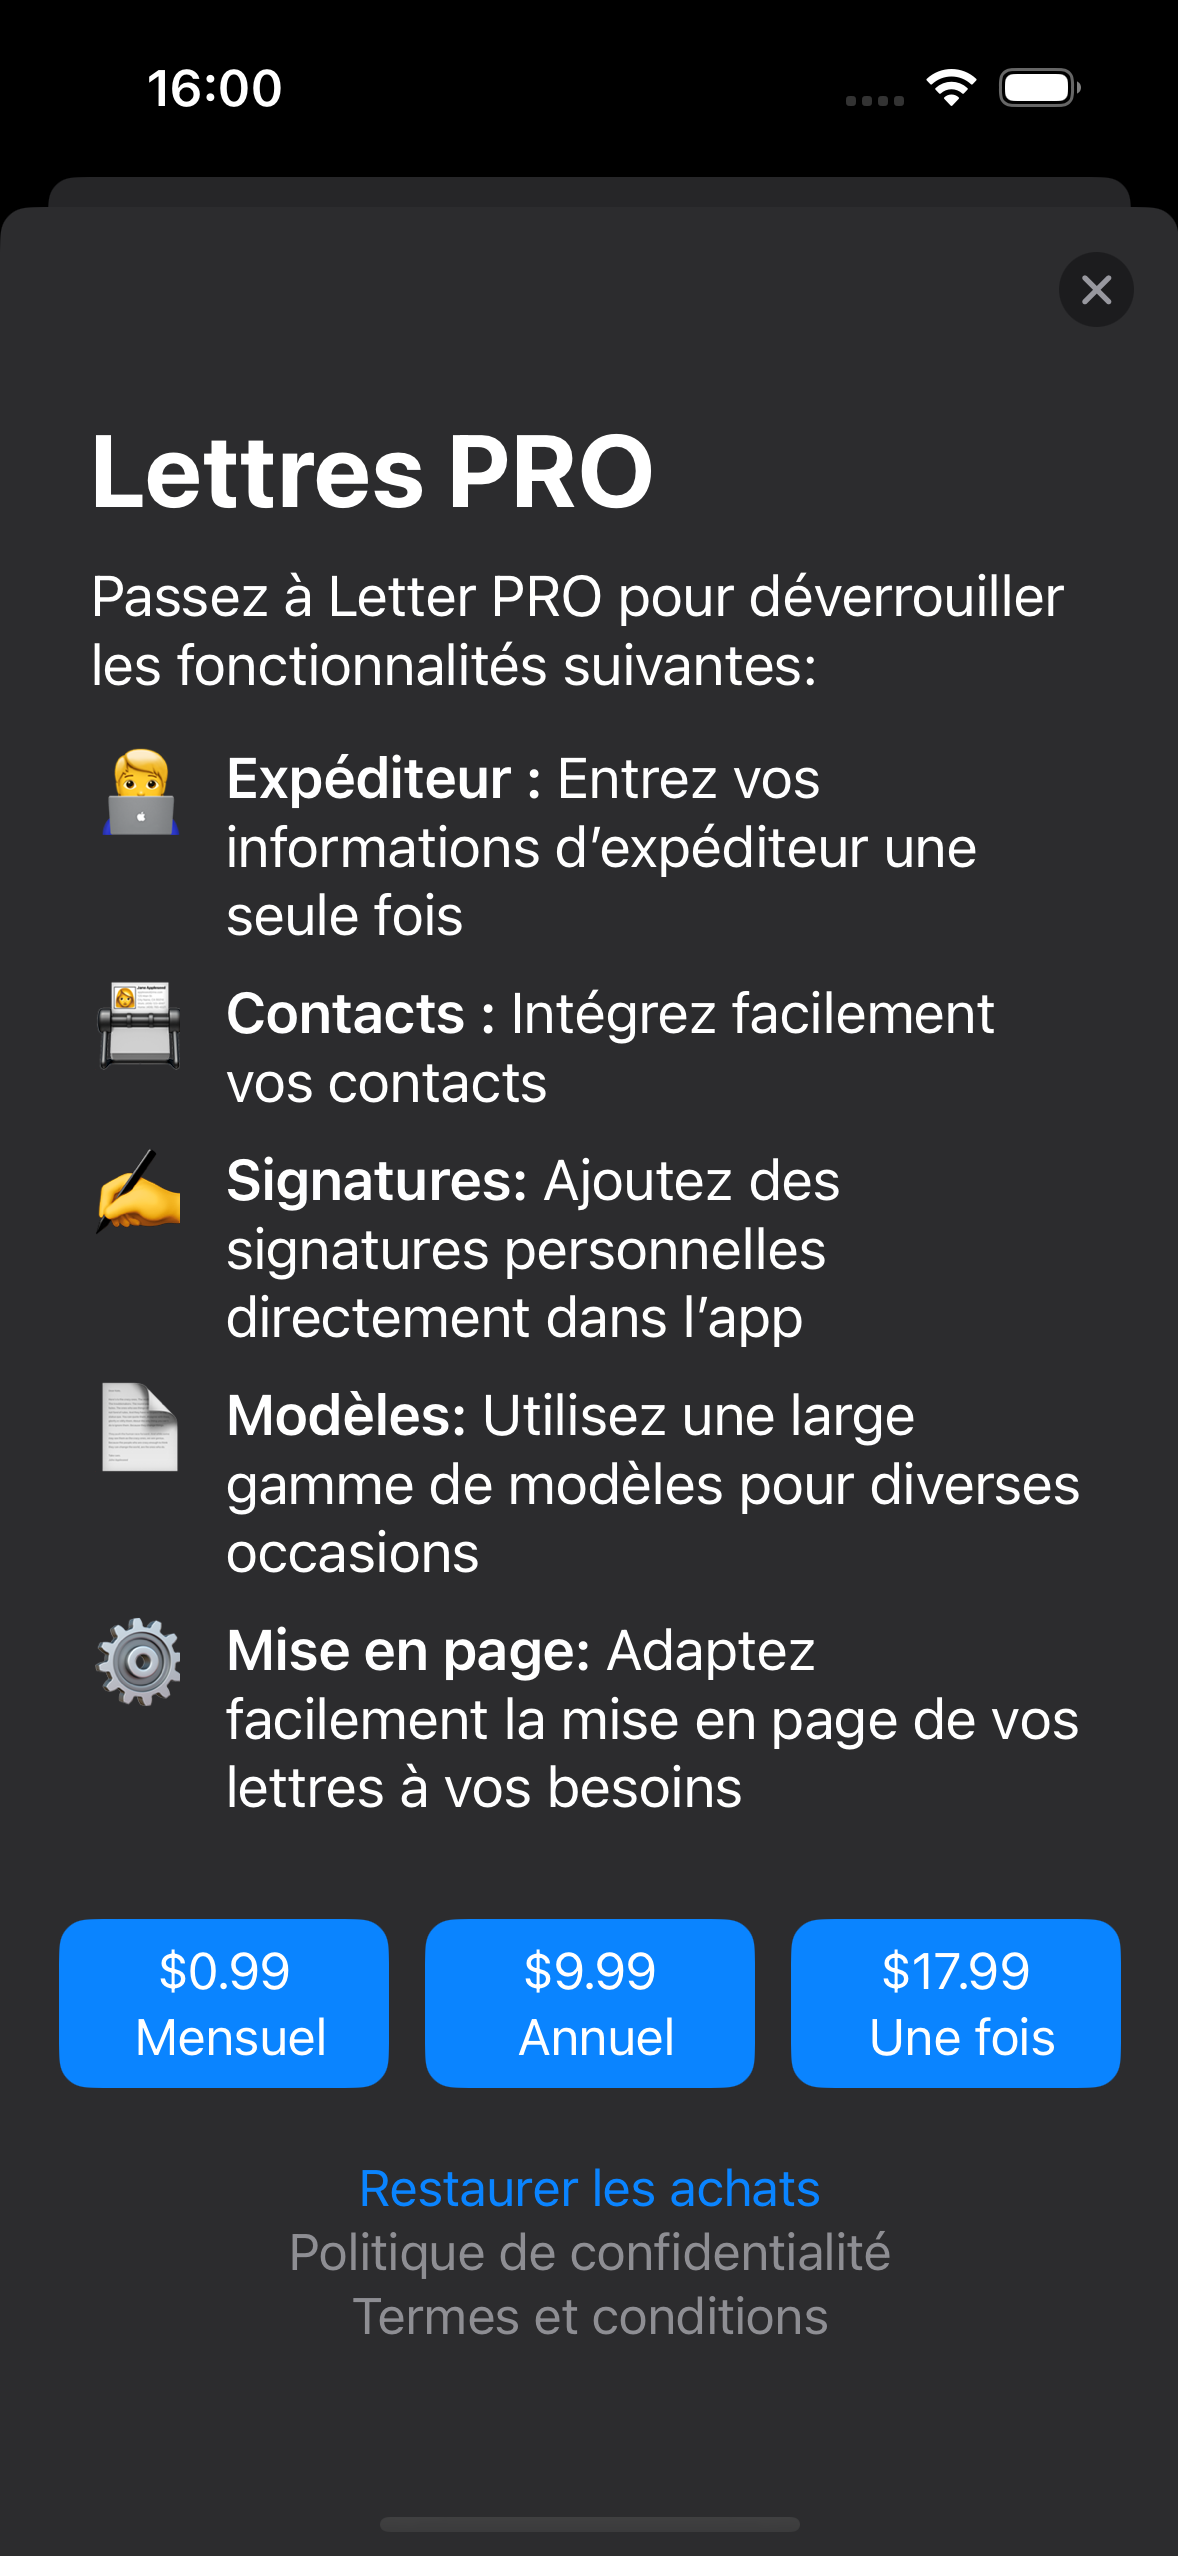 16:00
Lettres PRO
Passez à Letter PRO pour déverrouiller
les fonctionnalités suivantes:
Expéditeur : Entrez vos
informations d’expéditeur une
seule fois
Contacts : Intégrez facilement
vos contacts
Signatures: Ajoutez des
signatures personnelles
directement dans l’app
Modèles: Utilisez une large
gamme de modèles pour diverses
occasions
Mise en page: Adaptez
facilement la mise en page de vos
lettres à vos besoins
$0.99
Mensuel
$9.99
Annuel
$17.99
Une fois
Restaurer les achats
Politique de confidentialité
Termes et conditions